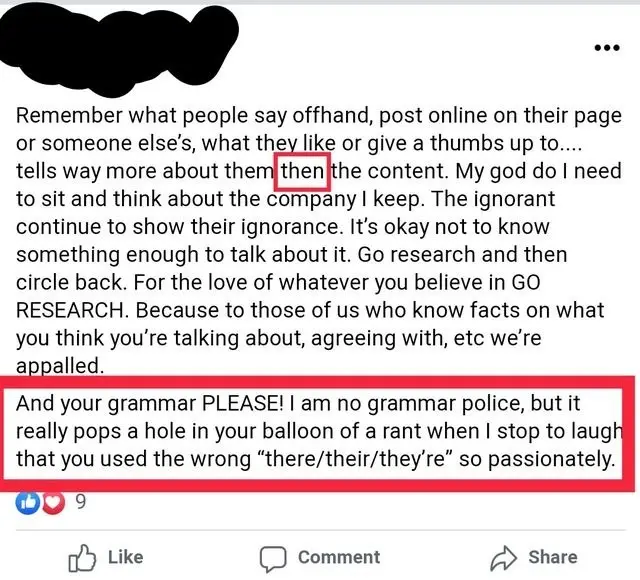 Remember what people say offhand, post online on their page
or someone else's, what they like or give a thumbs up to....
tells way more about them then the content. My god do I need
to sit and think about the company I keep. The ignorant
continue to show their ignorance. It's okay not to know
something enough to talk about it. Go research and then
circle back. For the love of whatever you believe in GO
RESEARCH. Because to those of us who know facts on what
you think you're talking about, agreeing with, etc we're
appalled.
And your grammar PLEASE! I am no grammar police, but it
really pops a hole in your balloon of a rant when I stop to laugh
that you used the wrong “there/their/they're” so passionately.
9
Like Comment Share